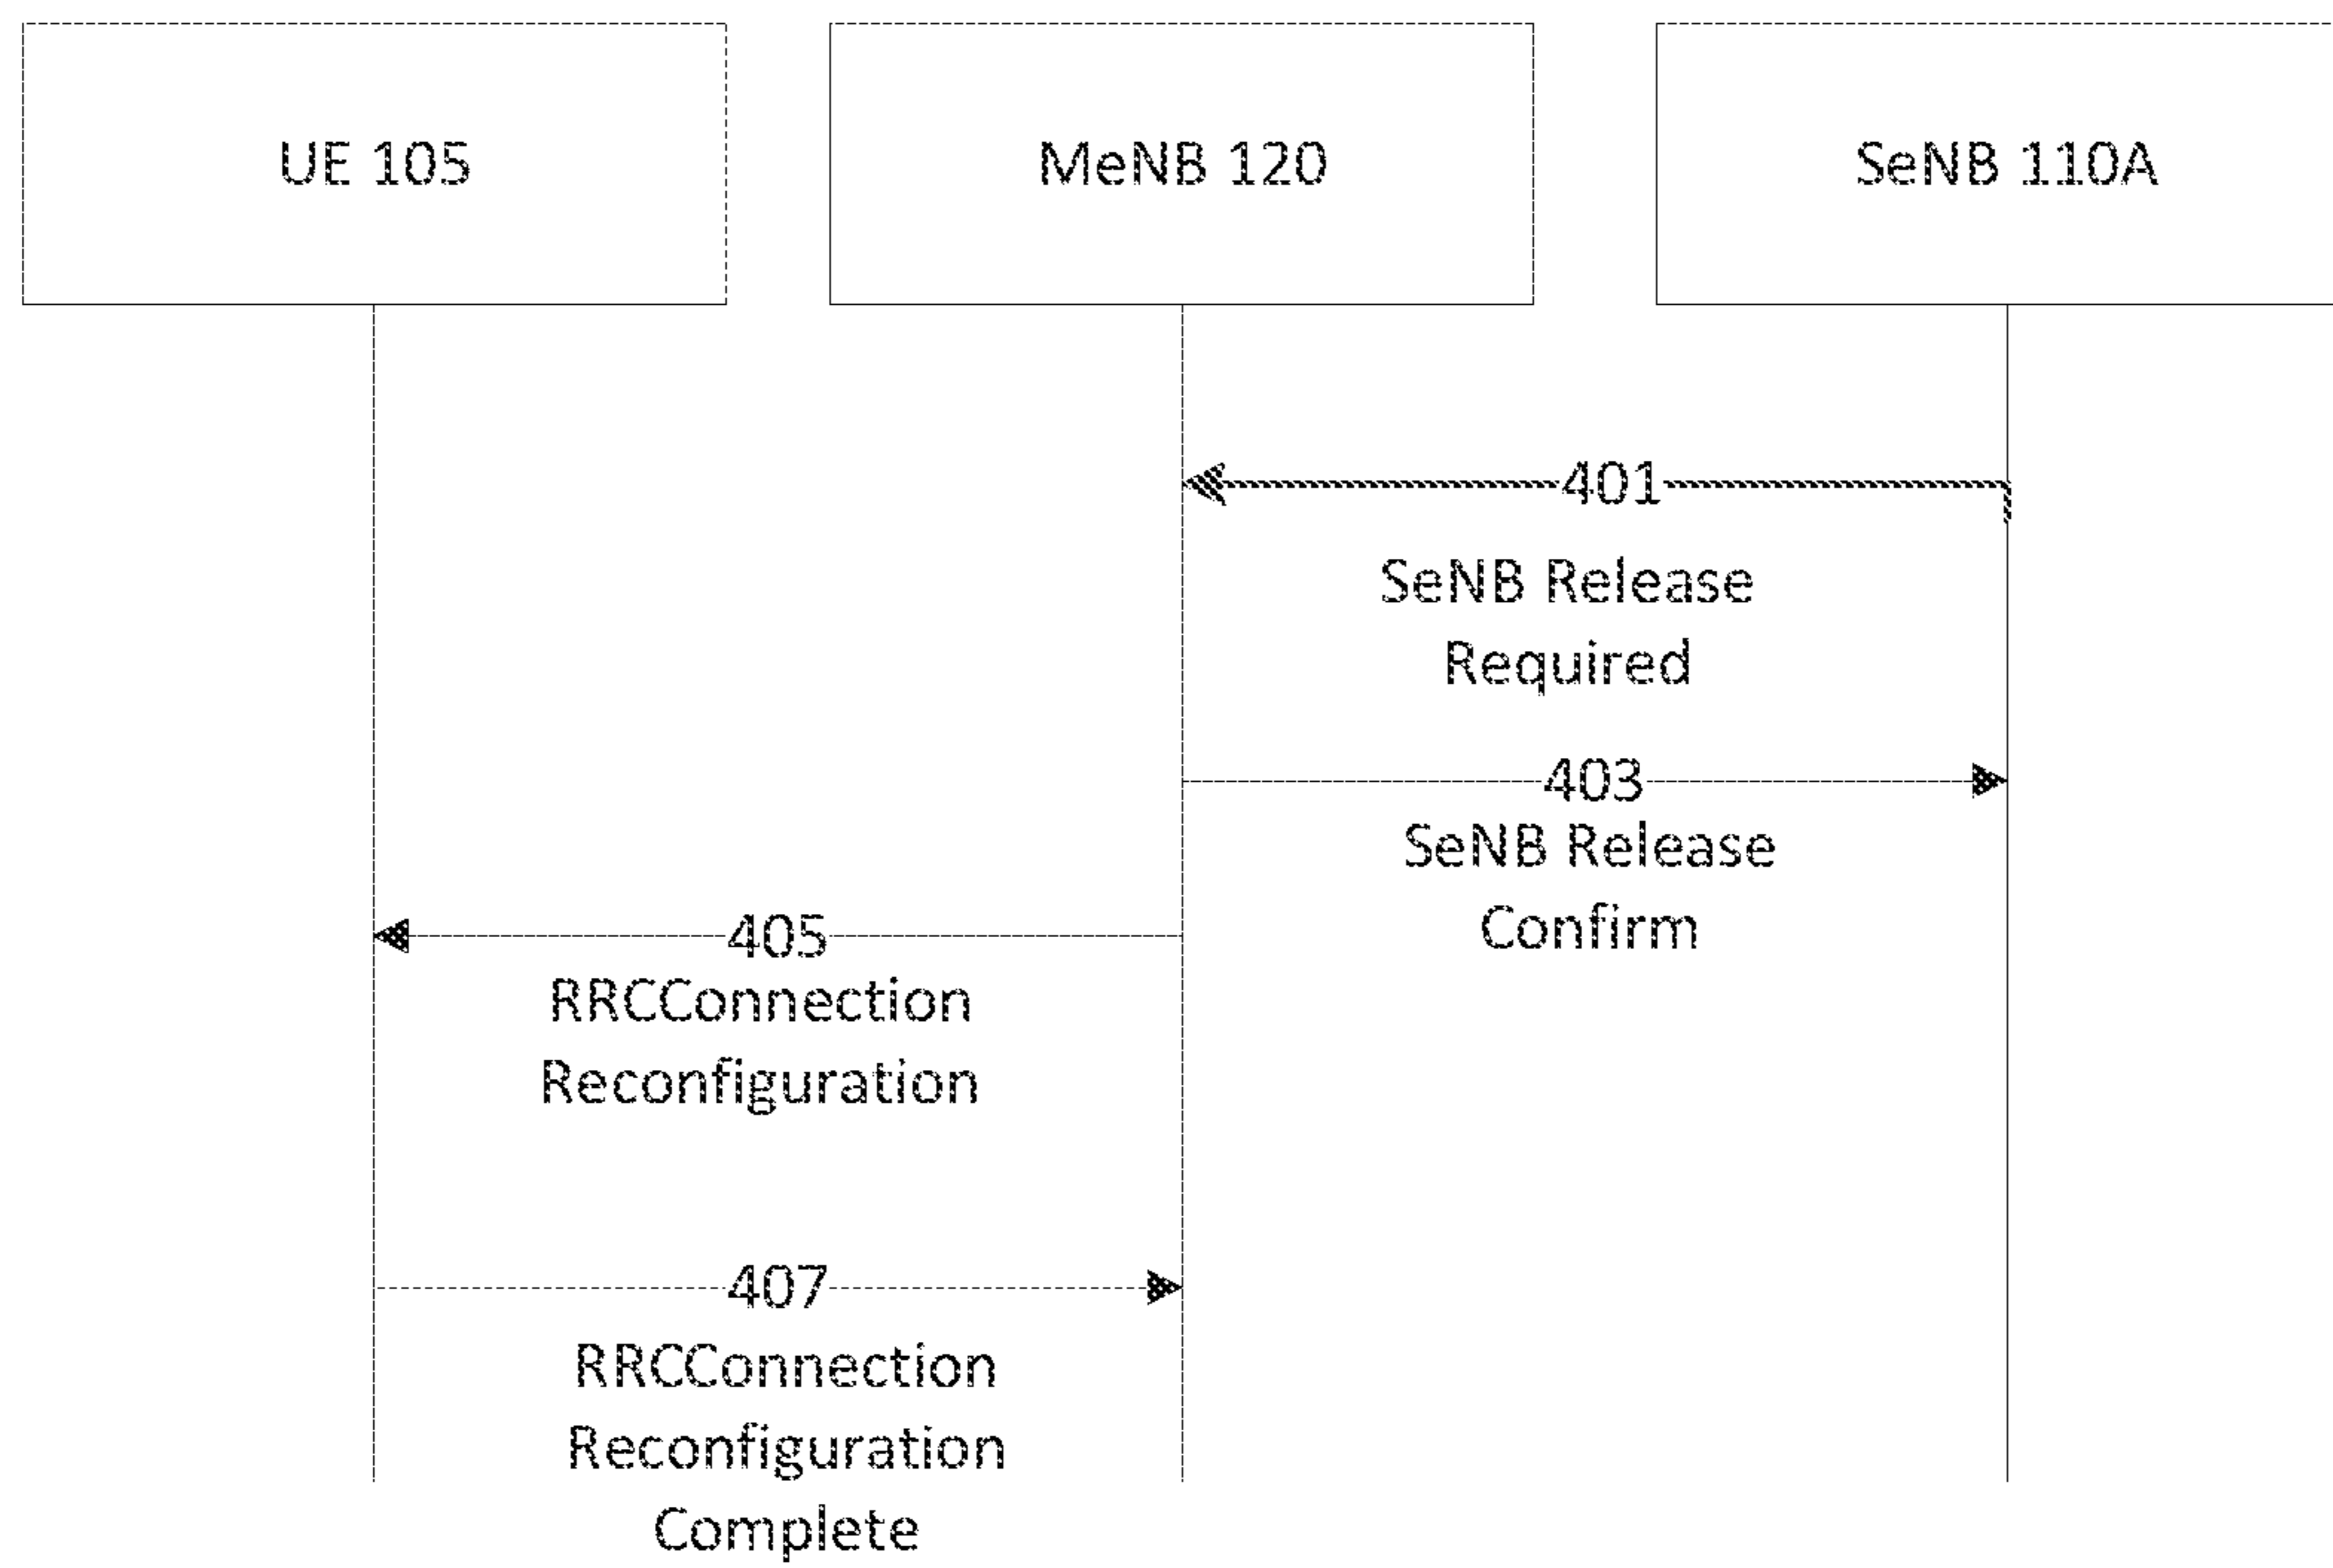 UE 105
MeNB 120
SeNB 110A
401
SeNB Release
Required
403
SeNB Release
Confirm
405
RRCConnection
Reconfiguration
407
RRCConnection
Reconfiguration
Complete